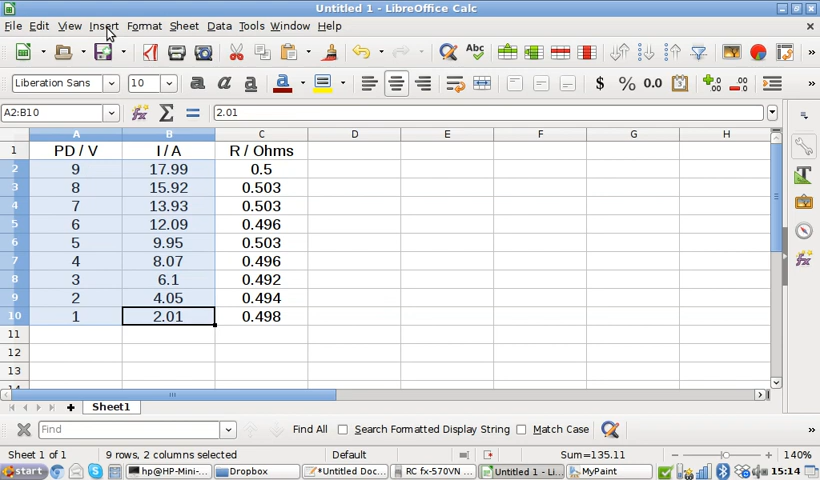 Untitled 1 - LibreOffice Calc
File Edit View Insert Format Sheet Data Tools Window Help
Liberation Sans 10
A2:B10 2.01
A B C D E F G H
1 PD / V I / A R / Ohms
2 9 17.99 0.5
3 8 15.92 0.503
4 7 13.93 0.503
5 6 12.09 0.496
6 5 9.95 0.503
7 4 8.07 0.496
8 3 6.1 0.492
9 2 4.05 0.494
10 1 2.01 0.498
11
12
13
Sheet1
Find Find All Search Formatted Display String Match Case
Sheet 1 of 1 9 rows, 2 columns selected Default Sum=135.11 140%
start hp@HP-Mini-... Dropbox *Untitled Doc... RC fx-570VN ... Untitled 1 - Li... MyPaint 15:14